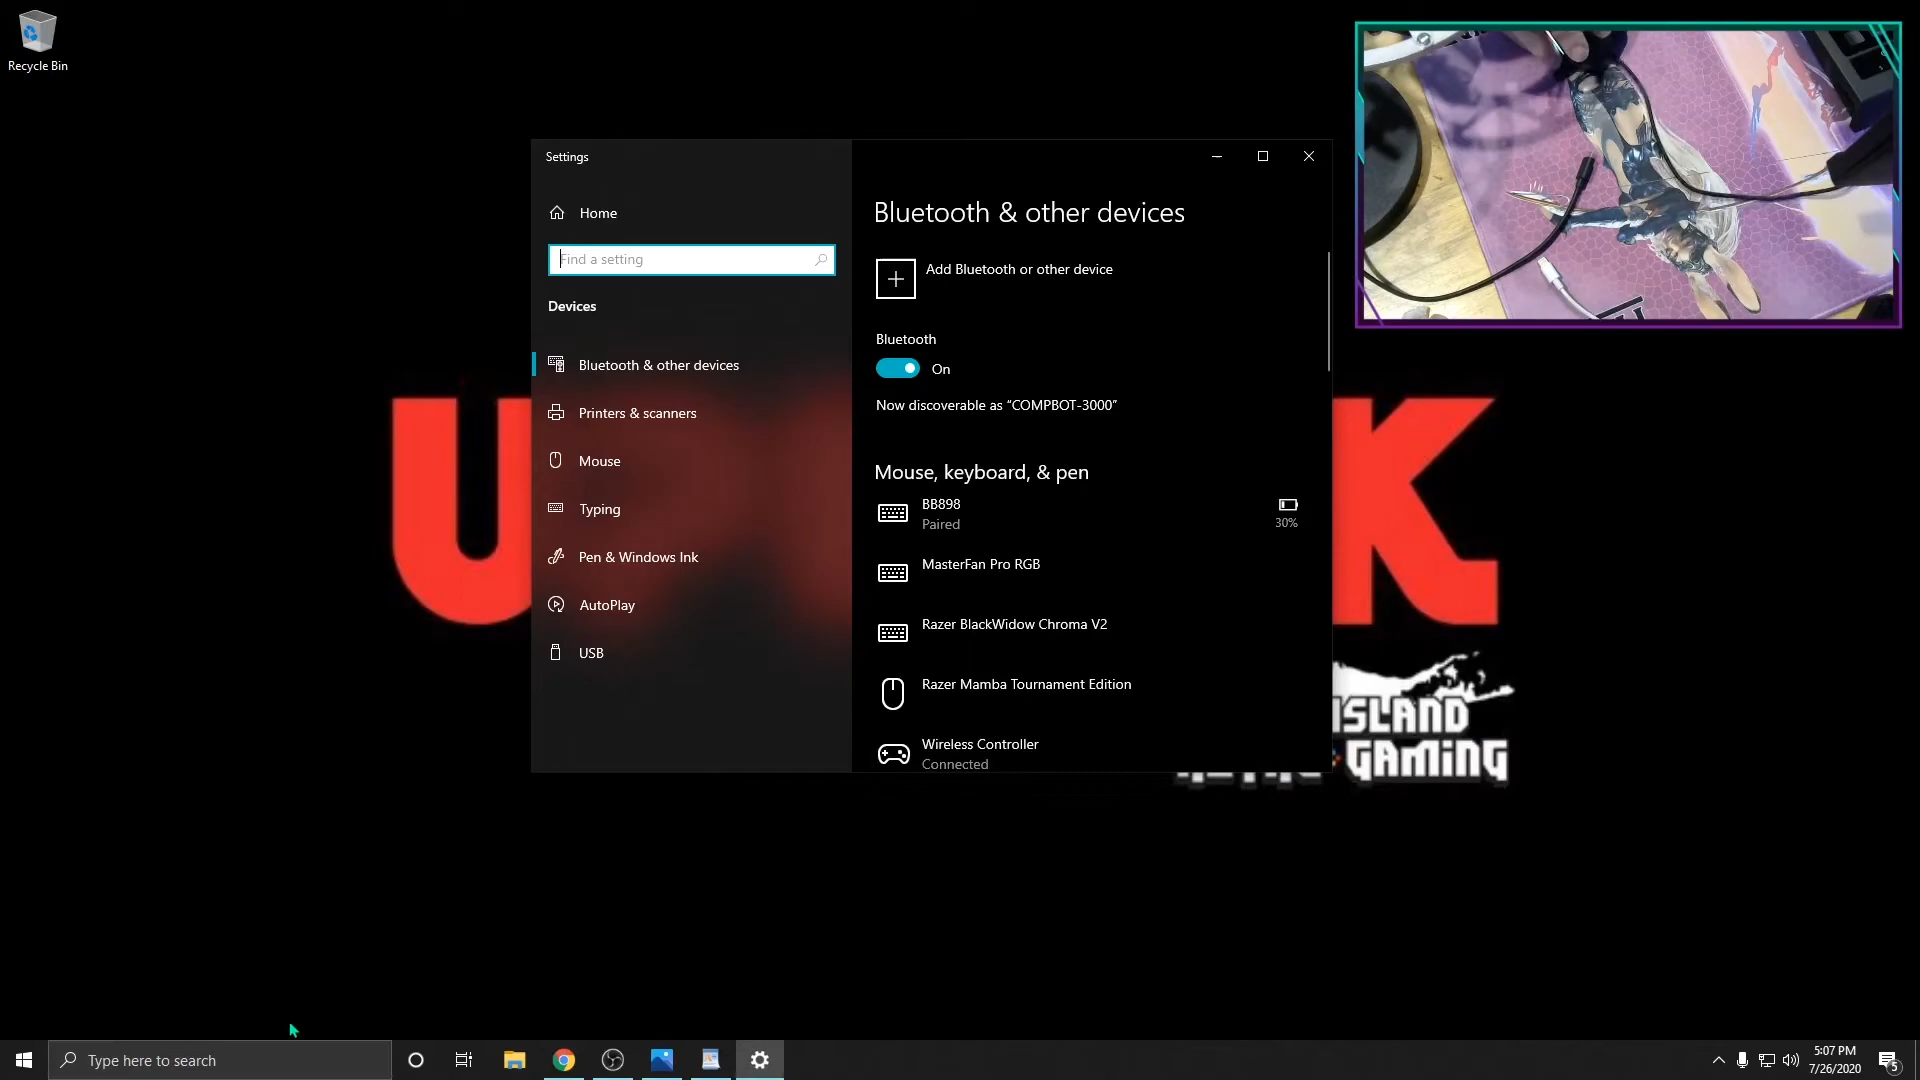 Recycle Bin
Settings
Home
Find a setting
Devices
Bluetooth & other devices
Printers & scanners
Mouse
Typing
Pen & Windows Ink
AutoPlay
USB
Bluetooth & other devices
Add Bluetooth or other device
Bluetooth
On
Now discoverable as “COMPBOT-3000”
Mouse, keyboard, & pen
BB898
Paired
30%
MasterFan Pro RGB
Razer BlackWidow Chroma V2
Razer Mamba Tournament Edition
Wireless Controller
Connected
U
K
ISLAND
GAMING
Type here to search
5:07 PM
7/26/2020
5